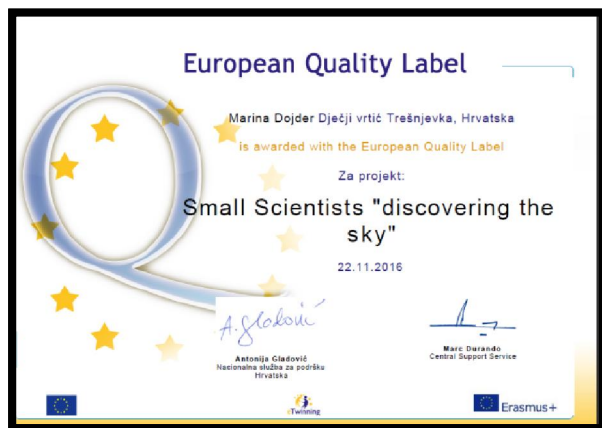 European Quality Label
Marina Dojder Dječji vrtić Trešnjevka, Hrvatska
is awarded with the European Quality Label
Za projekt:
Small Scientists "discovering the
sky"
22.11.2016
A. Gladović
Antonija Gladović
Nacionalna služba za podršku
Hrvatska
Marc Durando
Central Support Service
eTwinning
Erasmus+